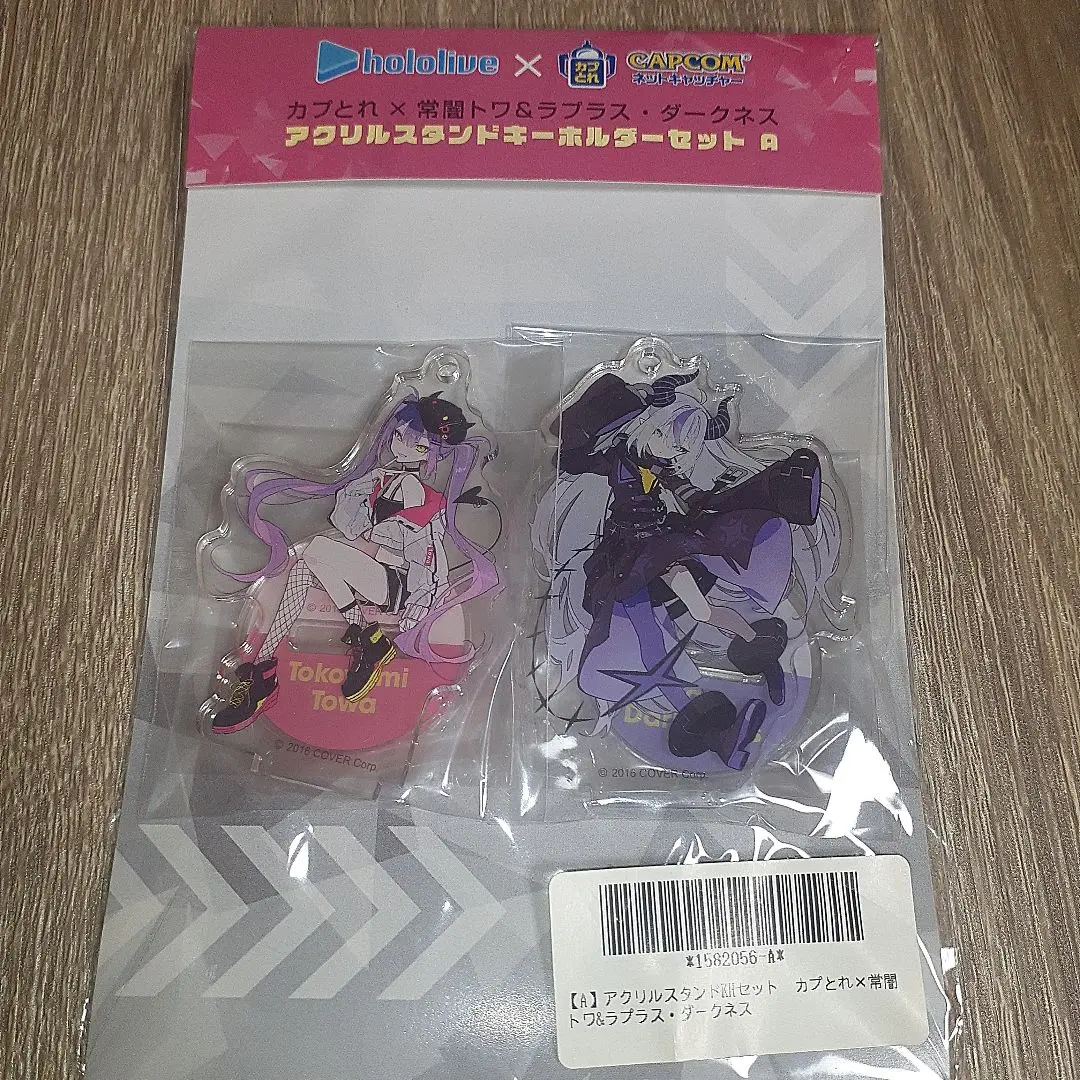 hololive × カプとれ CAPCOM
ネットキャッチャー
カプとれ × 常闇トワ&ラプラス・ダークネス
アクリルスタンドキーホルダーセット A
Tokoyami
Towa
© 2016 COVER Corp.
© 2016 COVER Corp.
*1582056-A*
【A】アクリルスタンドKHセット カプとれ×常闇
トワ&ラプラス・ダークネス